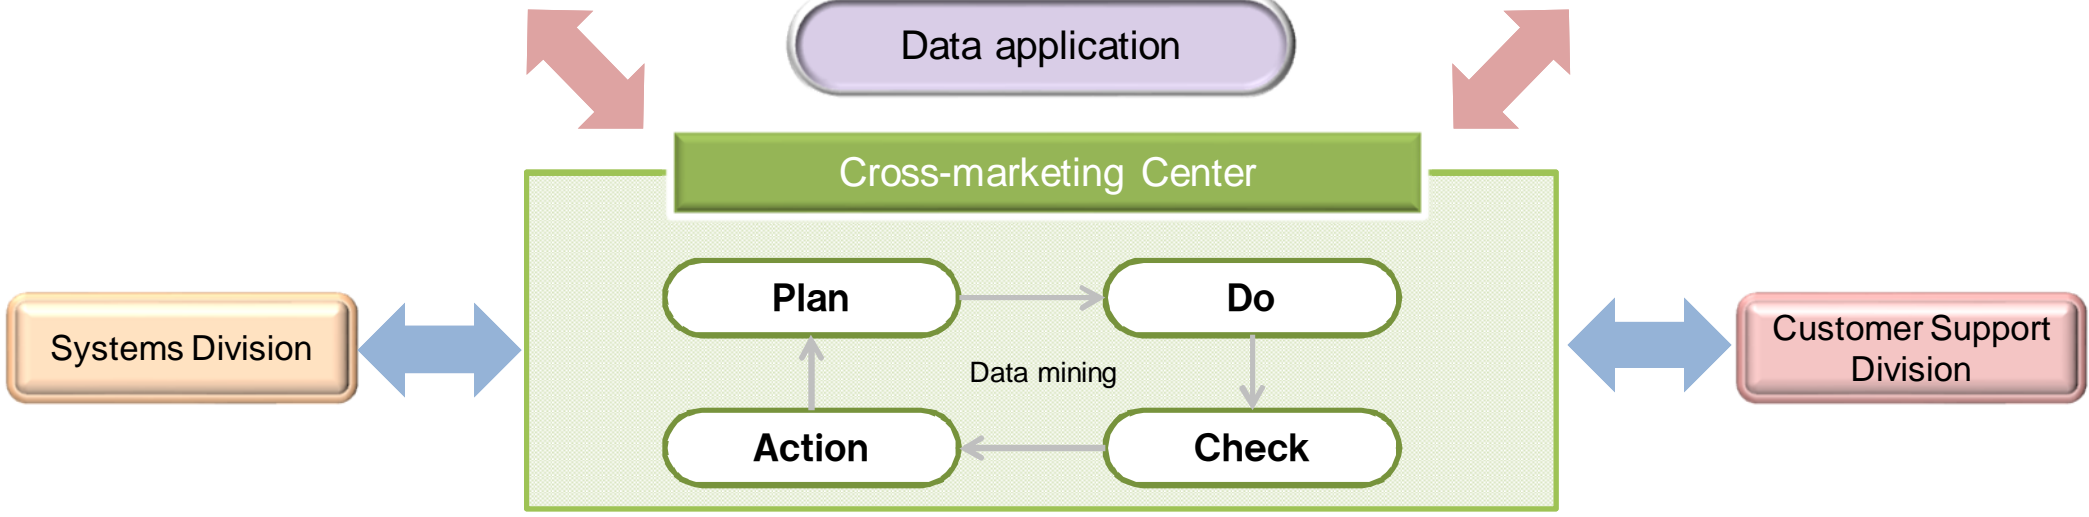 Data application
Cross-marketing Center
Plan
Do
Systems Division
Customer Support
Division
Data mining
Action
Check